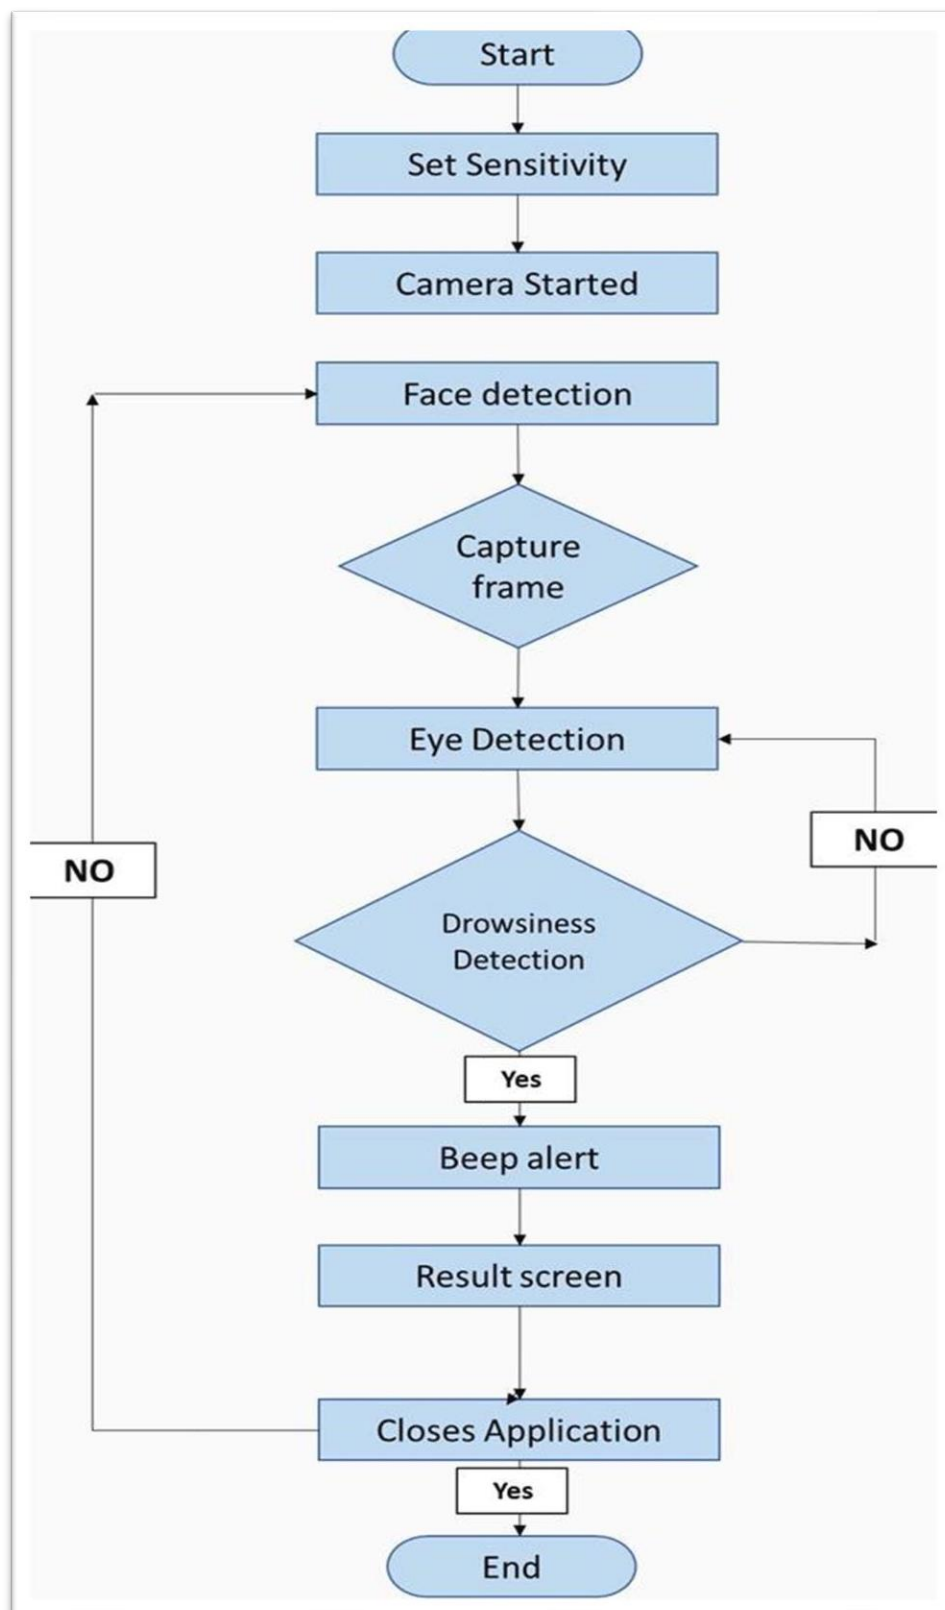 Start
Set Sensitivity
Camera Started
Face detection
Capture
frame
Eye Detection
NO
NO
Drowsiness
Detection
Yes
Beep alert
Result screen
Closes Application
Yes
End